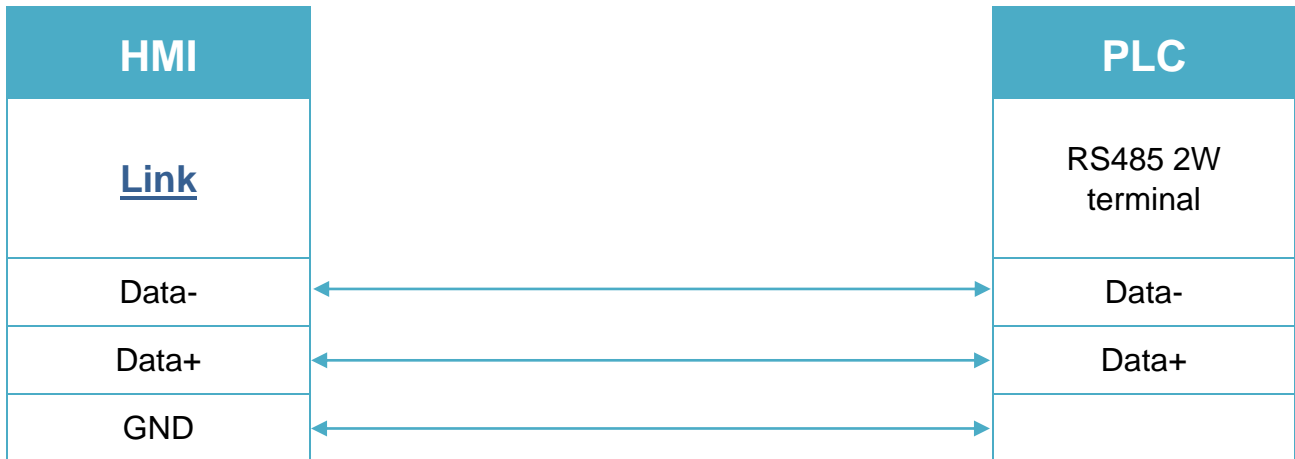 HMI
PLC
Link
RS485 2W
terminal
Data-
Data-
Data+
Data+
GND